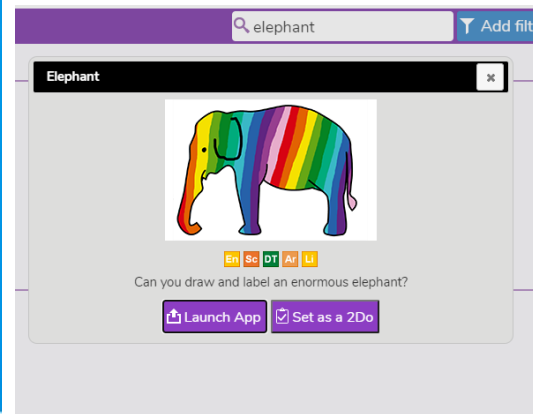 elephant
Add filt
Elephant
En Sc DT Ar Li
Can you draw and label an enormous elephant?
Launch App Set as a 2Do